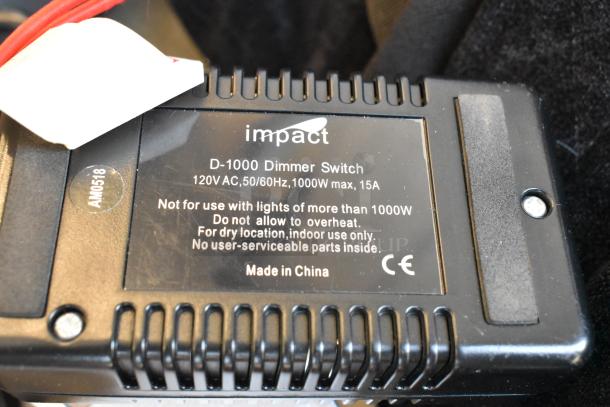 impact
D-1000 Dimmer Switch
120V AC,50/60Hz,1000W max, 15A
Not for use with lights of more than 1000W
Do not allow to overheat.
For dry location,indoor use only.
No user-serviceable parts inside.
Made in China
CE
AM0518